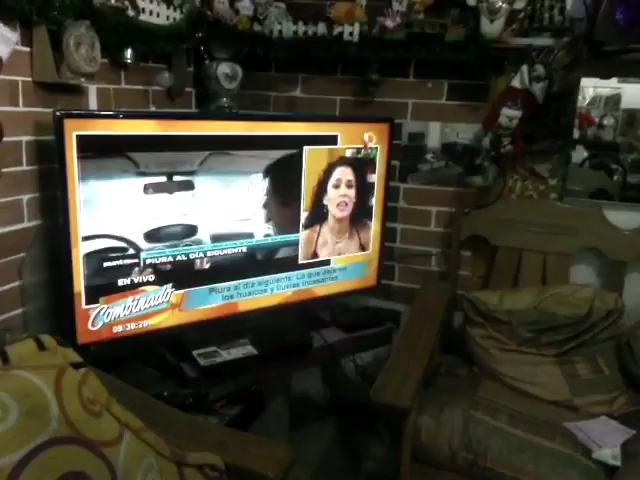 PIURA AL DÍA SIGUIENTE
EN VIVO
Combinado
09:30:20
Piura al día siguiente: Lo que dejaron
los huaicos y lluvias incesantes